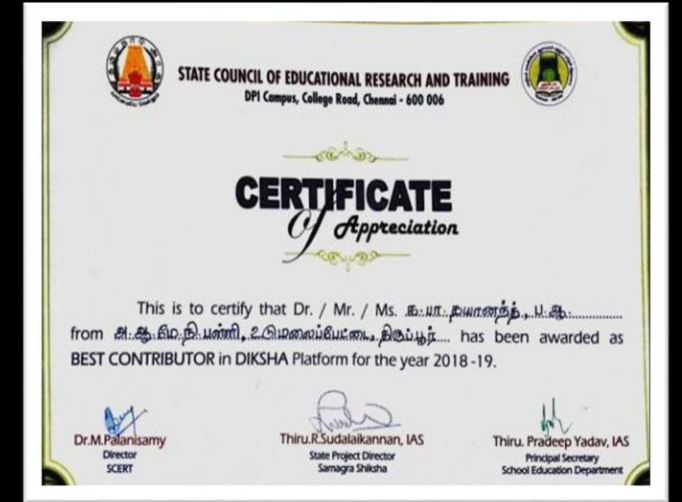 STATE COUNCIL OF EDUCATIONAL RESEARCH AND TRAINING
DPI Campus, College Road, Chennai - 600 006
CERTIFICATE
of Appreciation
This is to certify that Dr. / Mr. / Ms. க. பா. தயானந்த், ப. ஆ.
from அ. ஆ. மே. நி. பள்ளி, உடுமலைப்பேட்டை, திருப்பூர். has been awarded as
BEST CONTRIBUTOR in DIKSHA Platform for the year 2018 -19.
Dr.M.Palanisamy
Director
SCERT
Thiru.R.Sudalaikannan, IAS
State Project Director
Samagra Shiksha
Thiru. Pradeep Yadav, IAS
Principal Secretary
School Education Department